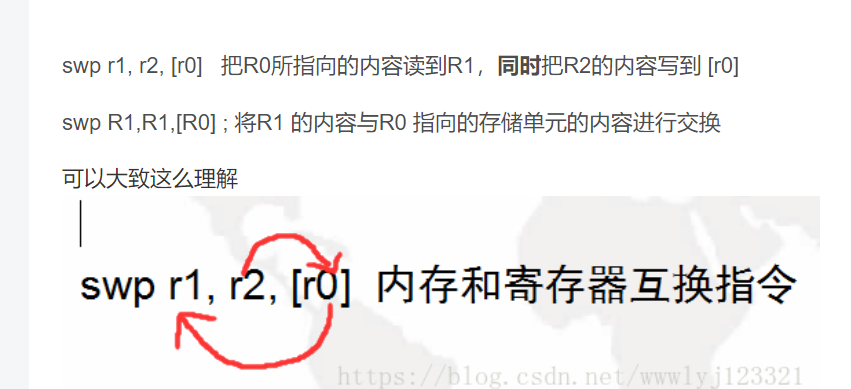 swp r1, r2, [r0] 把R0所指向的内容读到R1，同时把R2的内容写到 [r0]
swp R1,R1,[R0] ; 将R1 的内容与R0 指向的存储单元的内容进行交换
可以大致这么理解
swp r1, r2, [r0] 内存和寄存器互换指令
https://blog.csdn.net/wwwlyj123321